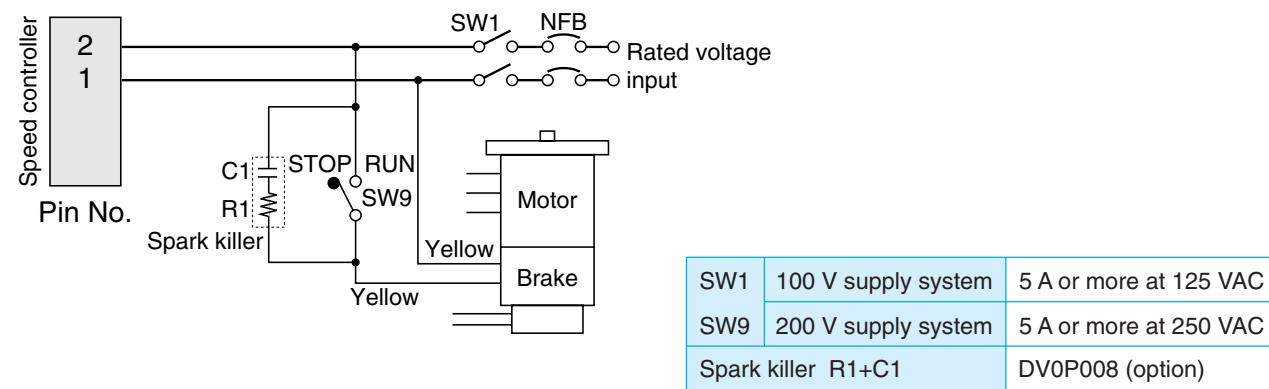 Speed controller
2
1
Pin No.
SW1 NFB
Rated voltage
input
C1
R1
Spark killer
STOP RUN
SW9
Motor
Brake
Yellow
Yellow
SW1 100 V supply system 5 A or more at 125 VAC
SW9 200 V supply system 5 A or more at 250 VAC
Spark killer R1+C1 DV0P008 (option)